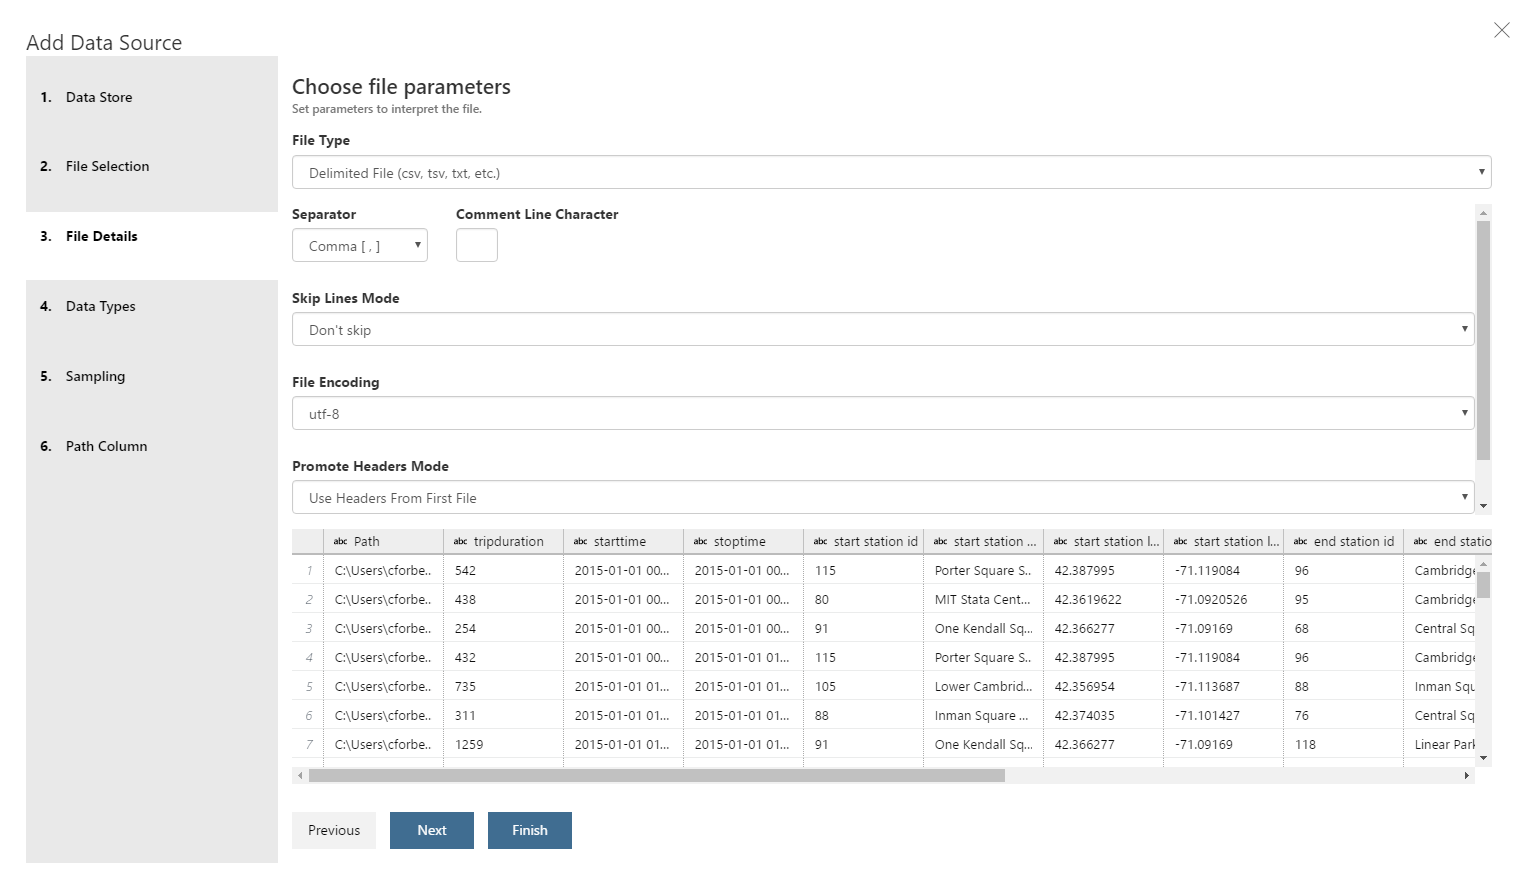 Add Data Source
1. Data Store
2. File Selection
3. File Details
4. Data Types
5. Sampling
6. Path Column
Choose file parameters
Set parameters to interpret the file.
File Type
Delimited File (csv, tsv, txt, etc.)
Separator Comment Line Character
Comma [ , ]
Skip Lines Mode
Don't skip
File Encoding
utf-8
Promote Headers Mode
Use Headers From First File
abc Path abc tripduration abc starttime abc stoptime abc start station id abc start station ... abc start station l... abc start station l... abc end station id abc end statio
1 C:\Users\cforbe.. 542 2015-01-01 00... 2015-01-01 00... 115 Porter Square S.. 42.387995 -71.119084 96 Cambridge
2 C:\Users\cforbe.. 438 2015-01-01 00... 2015-01-01 00... 80 MIT Stata Cent... 42.3619622 -71.0920526 95 Cambridge
3 C:\Users\cforbe.. 254 2015-01-01 00... 2015-01-01 00... 91 One Kendall Sq... 42.366277 -71.09169 68 Central Sq
4 C:\Users\cforbe.. 432 2015-01-01 00... 2015-01-01 01... 115 Porter Square S.. 42.387995 -71.119084 96 Cambridge
5 C:\Users\cforbe.. 735 2015-01-01 01... 2015-01-01 01... 105 Lower Cambrid... 42.356954 -71.113687 88 Inman Squ
6 C:\Users\cforbe.. 311 2015-01-01 01... 2015-01-01 01... 88 Inman Square ... 42.374035 -71.101427 76 Central Sq
7 C:\Users\cforbe.. 1259 2015-01-01 01... 2015-01-01 01... 91 One Kendall Sq... 42.366277 -71.09169 118 Linear Park
Previous Next Finish